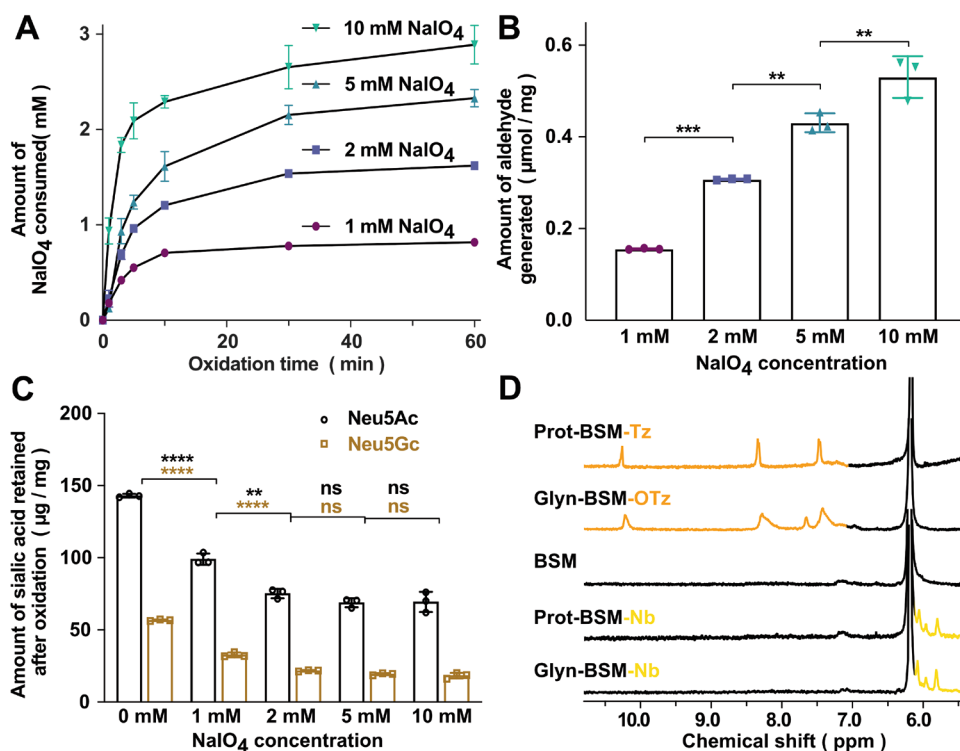 A
Amount of
NaIO4 consumed( mM)
3
2
1
0
10 mM NaIO4
5 mM NaIO4
2 mM NaIO4
1 mM NaIO4
0
20
40
60
Oxidation time ( min)
B
Amount of aldehyde
generated ( μmol / mg)
0.6
0.4
0.2
0.0
***
**
**
1 mM
2 mM
5 mM
10 mM
NaIO4 concentration
C
Amount of sialic acid retained
after oxidation ( μg / mg)
200
150
100
50
0
Neu5Ac
Neu5Gc
****
****
**
****
ns
ns
ns
ns
0 mM
1 mM
2 mM
5 mM
10 mM
NaIO4 concentration
D
Prot-BSM-Tz
Glyn-BSM-OTz
BSM
Prot-BSM-Nb
Glyn-BSM-Nb
10.0
9.0
8.0
7.0
6.0
Chemical shift ( ppm)